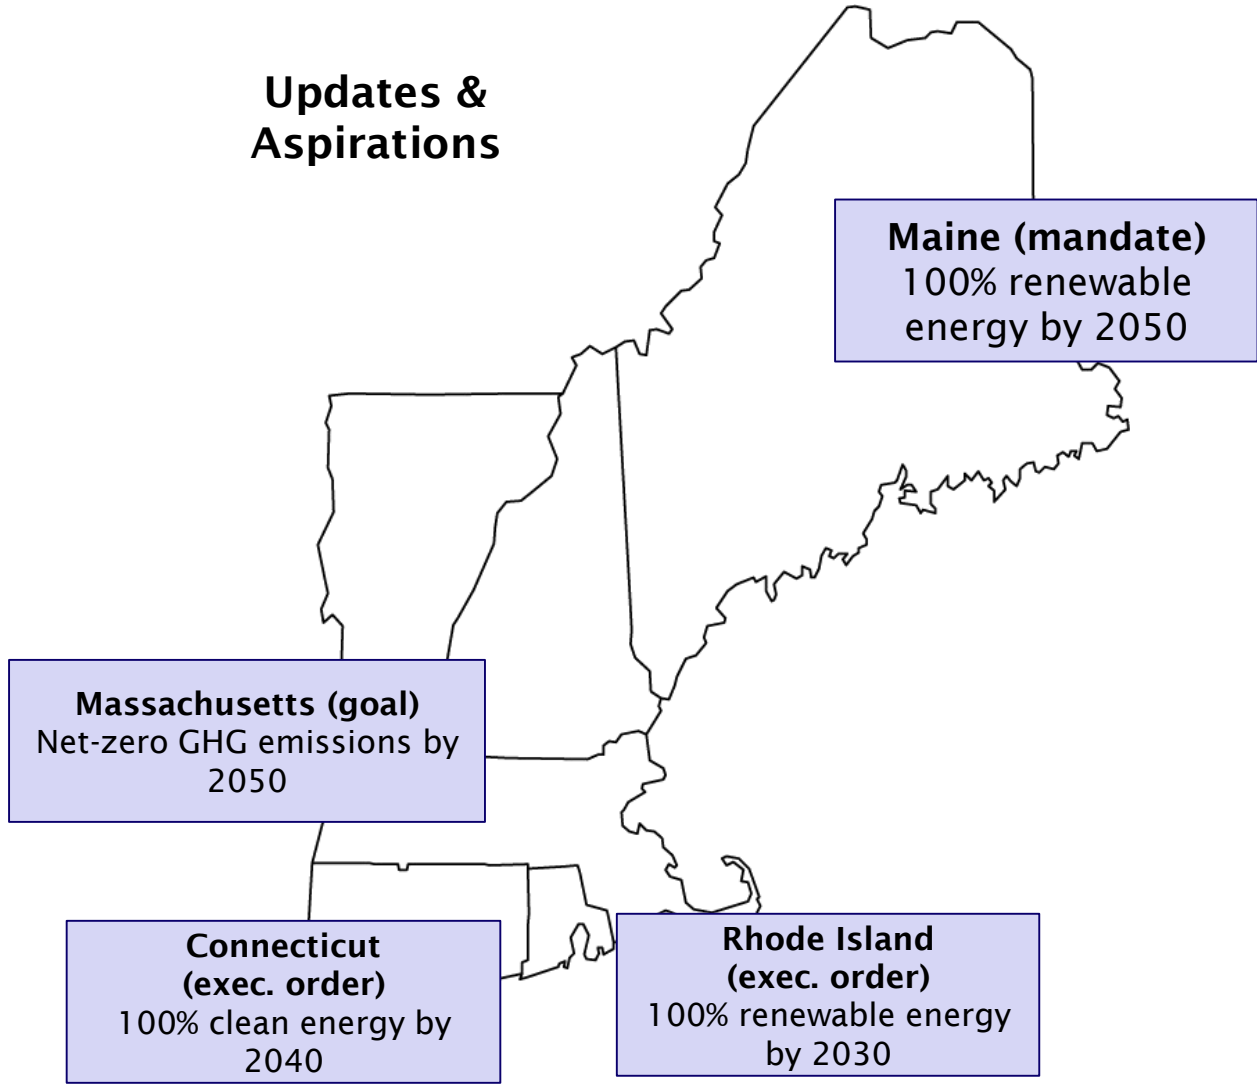 Updates &
Aspirations
Maine (mandate)
100% renewable
energy by 2050
Massachusetts (goal)
Net-zero GHG emissions by
2050
Connecticut
(exec. order)
100% clean energy by
2040
Rhode Island
(exec. order)
100% renewable energy
by 2030